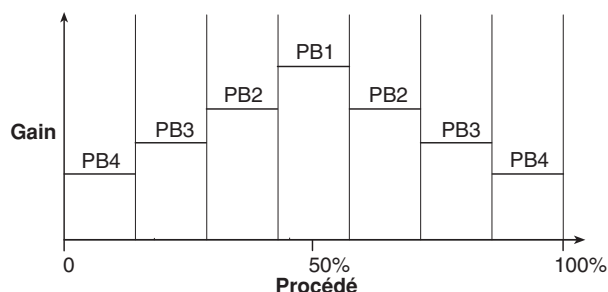 PB1
PB2 PB2
PB3 PB3
Gain
PB4 PB4
0 50% 100%
Procédé